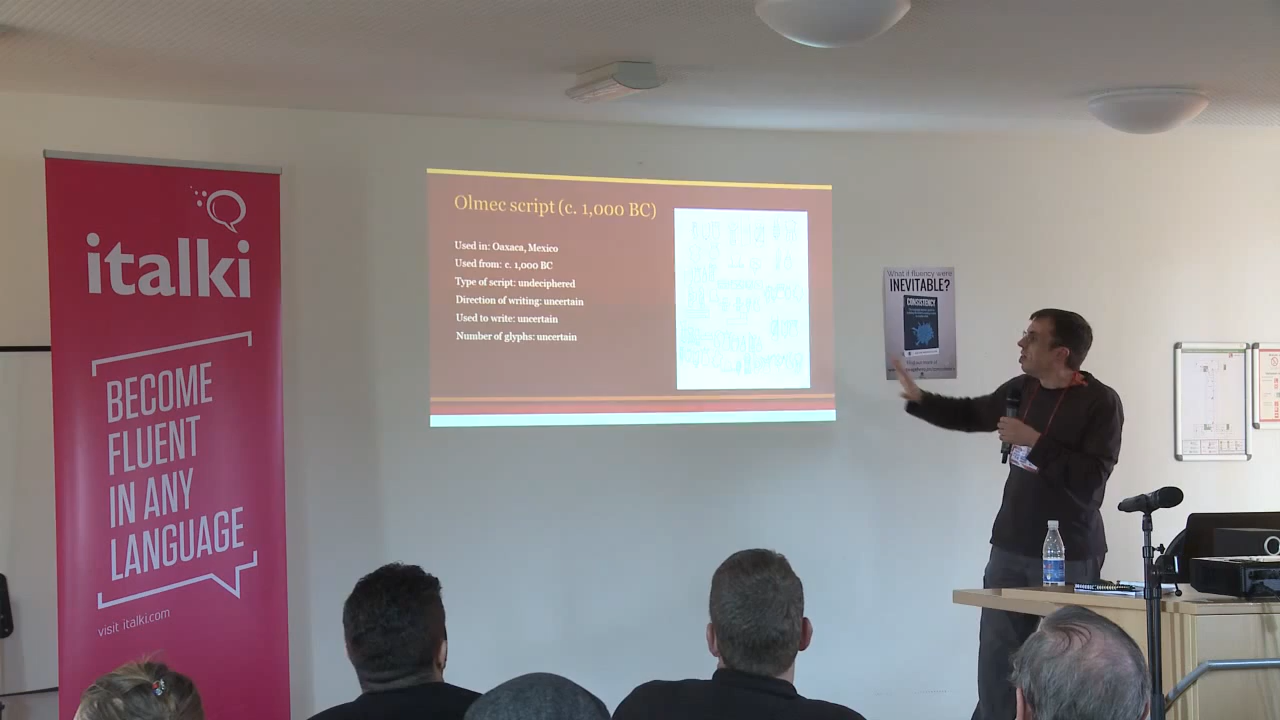 italki
BECOME
FLUENT
IN ANY
LANGUAGE
visit italki.com
Olmec script (c. 1,000 BC)
Used in: Oaxaca, Mexico
Used from: c. 1,000 BC
Type of script: undeciphered
Direction of writing: uncertain
Used to write: uncertain
Number of glyphs: uncertain
What if fluency were
INEVITABLE?
CONSISTENCY